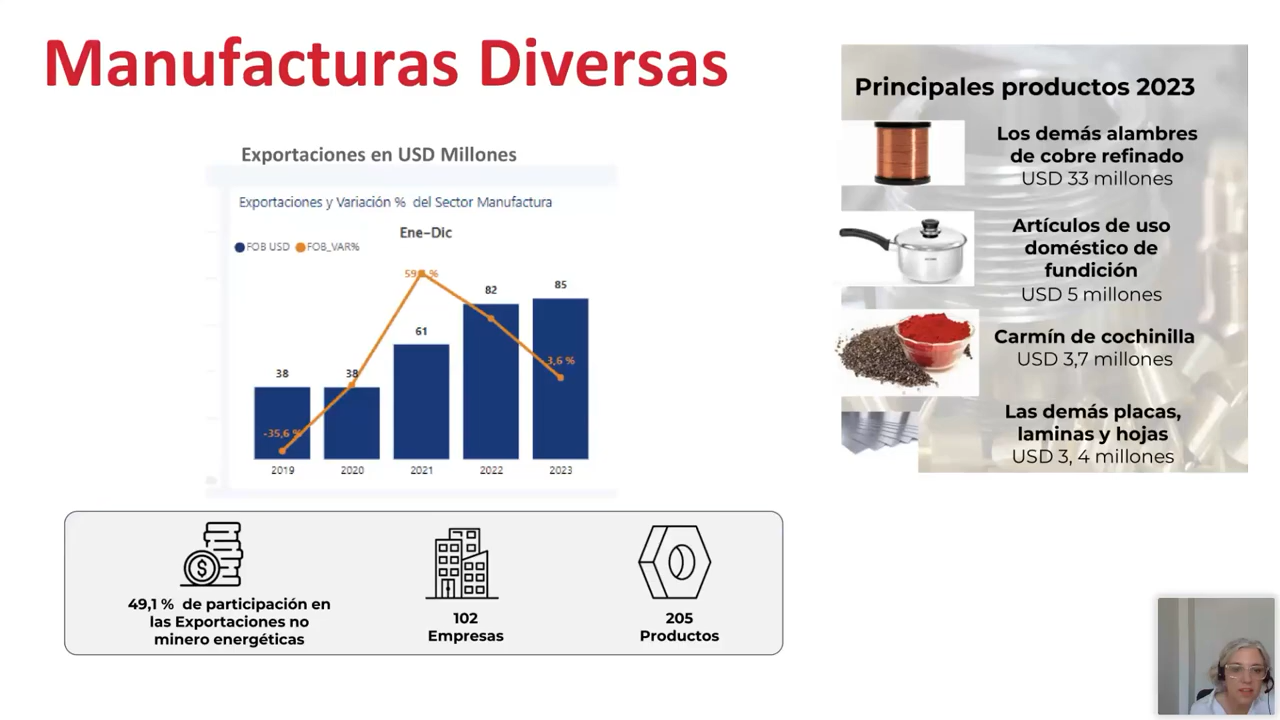 Manufacturas Diversas
Exportaciones en USD Millones
Exportaciones y Variación % del Sector Manufactura
Ene-Dic
FOB USD FOB_VAR%
38
38
61
82
85
-35,6 %
3,6 %
2019 2020 2021 2022 2023
49,1 % de participación en
las Exportaciones no
minero energéticas
102
Empresas
205
Productos
Principales productos 2023
Los demás alambres
de cobre refinado
USD 33 millones
Artículos de uso
doméstico de
fundición
USD 5 millones
Carmín de cochinilla
USD 3,7 millones
Las demás placas,
laminas y hojas
USD 3, 4 millones